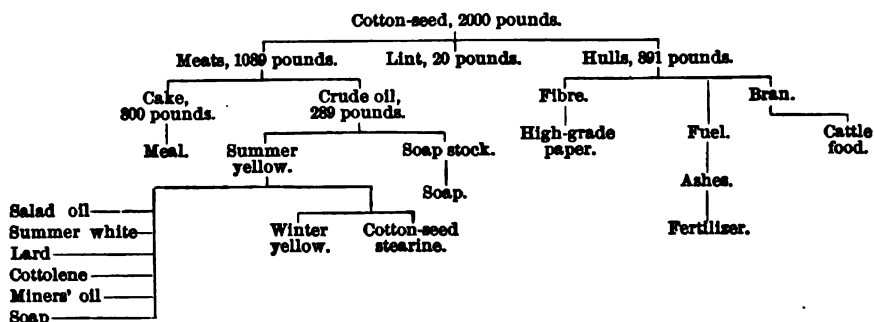 Cotton-seed, 2000 pounds.
Meats, 1089 pounds. Lint, 20 pounds. Hulls, 891 pounds.
Cake, 800 pounds.
Crude oil, 289 pounds.
Fibre.
Bran.
Meal.
Summer yellow.
Soap stock.
High-grade paper.
Fuel.
Cattle food.
Soap.
Ashes.
Salad oil
Summer white
Lard
Cottolene
Miners' oil
Soap
Winter yellow.
Cotton-seed stearine.
Fertilizer.